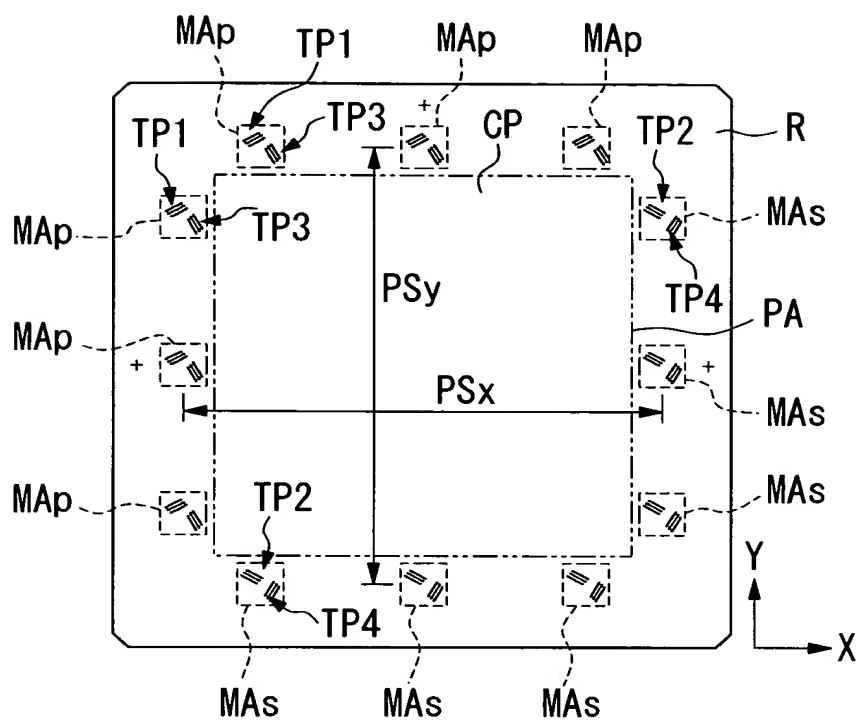 MAp TP1 MAp MAp
TP3 CP TP2 R
TP1
MAp TP3 MAs
PSy TP4
PA
MAp
PSx
MAs
MAp TP2 MAs
Y
TP4 X
MAs MAs MAs